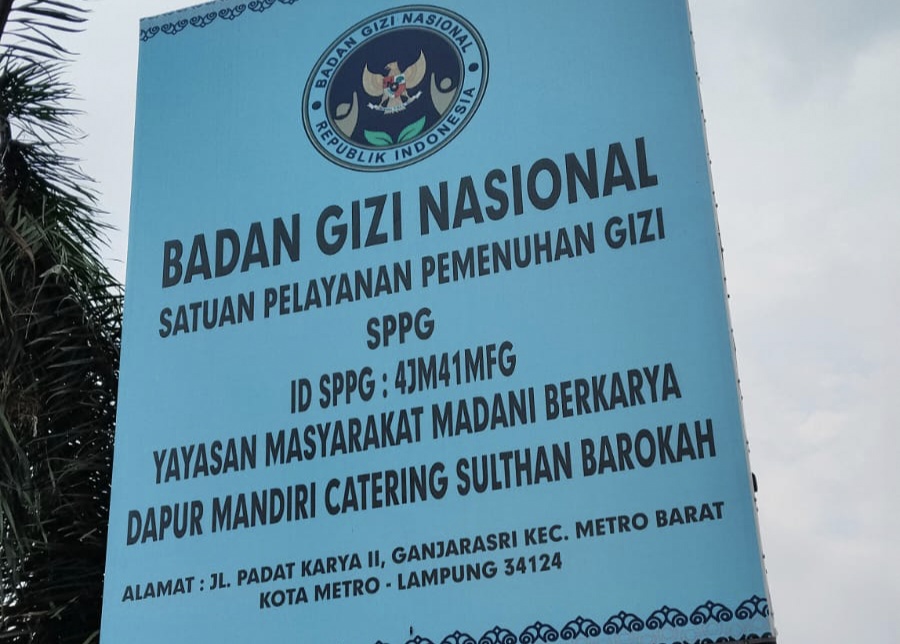 BADAN GIZI NASIONAL
REPUBLIK INDONESIA
BADAN GIZI NASIONAL
SATUAN PELAYANAN PEMENUHAN GIZI
SPPG
ID SPPG : 4JM41MFG
YAYASAN MASYARAKAT MADANI BERKARYA
DAPUR MANDIRI CATERING SULTHAN BAROKAH
ALAMAT : JL. PADAT KARYA II, GANJARASRI KEC. METRO BARAT
KOTA METRO - LAMPUNG 34124